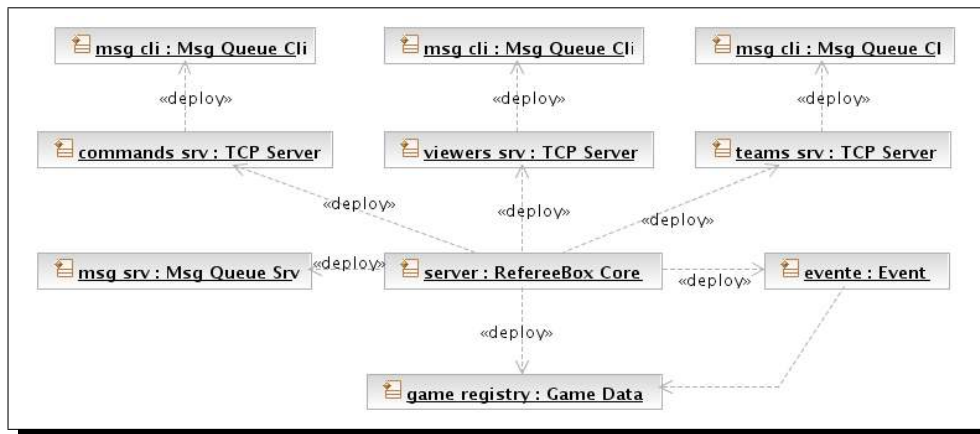 msg cli : Msg Queue Cli
msg cli : Msg Queue Cli
msg cli : Msg Queue Cl
«deploy»
«deploy»
«deploy»
commands srv : TCP Server
viewers srv : TCP Server
teams srv : TCP Server
«deploy»
«deploy»
«deploy»
msg srv : Msg Queue Srv
«deploy»
server : RefereeBox Core
«deploy»
evente : Event
«deploy»
game registry : Game Data